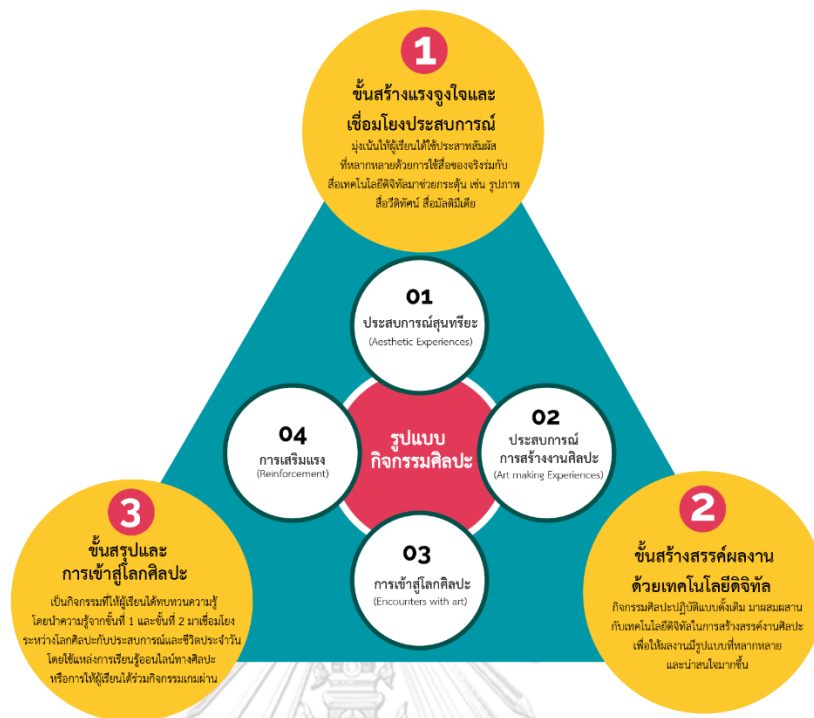 1
ขั้นสร้างแรงจูงใจและ
เชื่อมโยงประสบการณ์
มุ่งเน้นให้ผู้เรียนได้ใช้ประสาทสัมผัส
ที่หลากหลายด้วยการใช้สื่อของจริงร่มกับ
สื่อเทคโนโลยีดิจิทัลมาช่วยกระตุ้น เช่น รูปภาพ
สื่อวีดิทัศน์ สื่อมัลติมีเดีย
01
ประสบการณ์สุนทรียะ
(Aesthetic Experiences)
02
ประสบการณ์
การสร้างงานศิลปะ
(Art making Experiences)
04
การเสริมแรง
(Reinforcement)
รูปแบบ
กิจกรรมศิลปะ
03
การเข้าสู่โลกศิลปะ
(Encounters with art)
2
ขั้นสร้างสรรค์ผลงาน
ด้วยเทคโนโลยีดิจิทัล
กิจกรรมศิลปะปฏิบัติแบบดั้งเดิม มาผสมผสาน
กับเทคโนโลยีดิจิทัลในการสร้างสรรค์งานศิลปะ
เพื่อให้ผลงานมีรูปแบบที่หลากหลาย
และน่าสนใจมากขึ้น
3
ขั้นสรุปและ
การเข้าสู่โลกศิลปะ
เป็นกิจกรรมที่ให้ผู้เรียนได้ทบทวนความรู้
โดยนำความรู้จากขั้นที่ 1 และขั้นที่ 2 มาเชื่อมโยง
ระหว่างโลกศิลปะกับประสบการณ์และชีวิตประจำวัน
โดยใช้แหล่งการเรียนรู้ออนไลน์ทางศิลปะ
หรือการให้ผู้เรียนได้ร่วมกิจกรรมเกมผ่าน